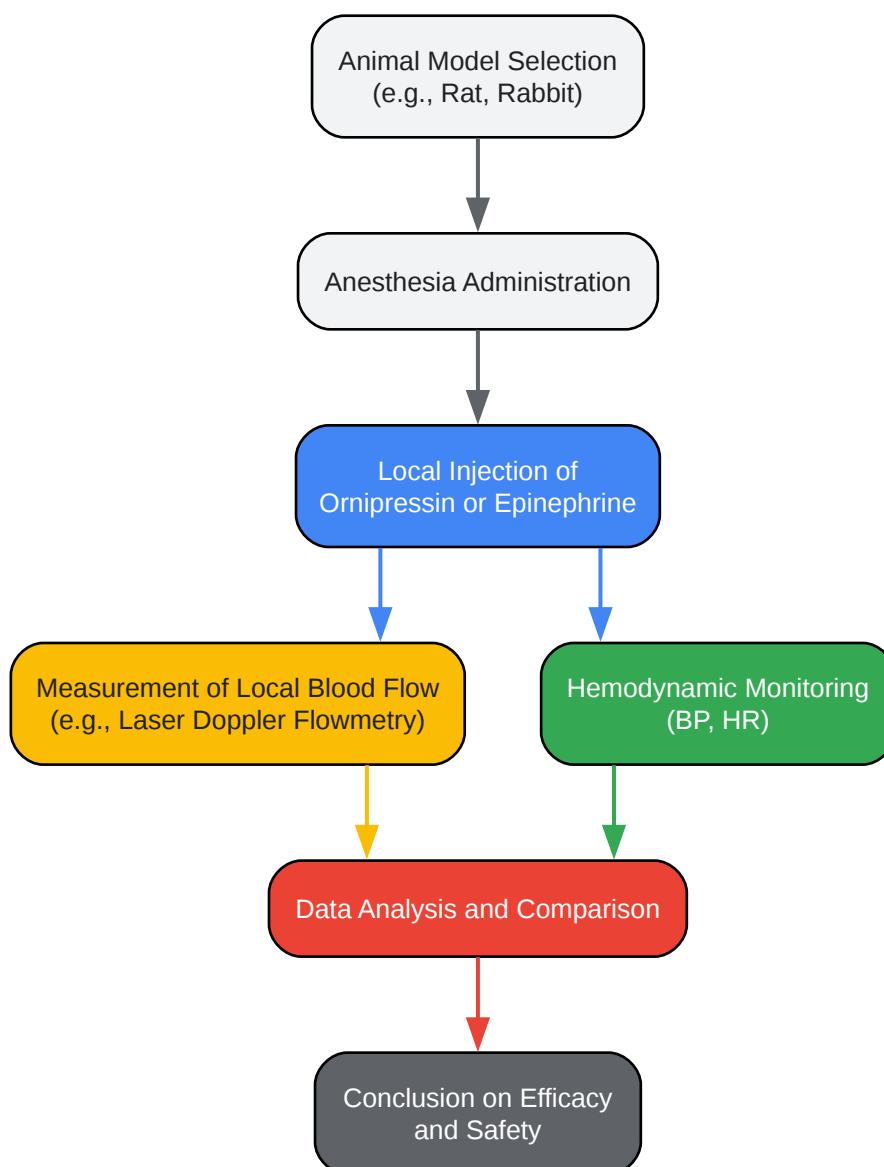 Animal Model Selection
(e.g., Rat, Rabbit)
Anesthesia Administration
Local Injection of
Ornipressin or Epinephrine
Measurement of Local Blood Flow
(e.g., Laser Doppler Flowmetry)
Hemodynamic Monitoring
(BP, HR)
Data Analysis and Comparison
Conclusion on Efficacy
and Safety